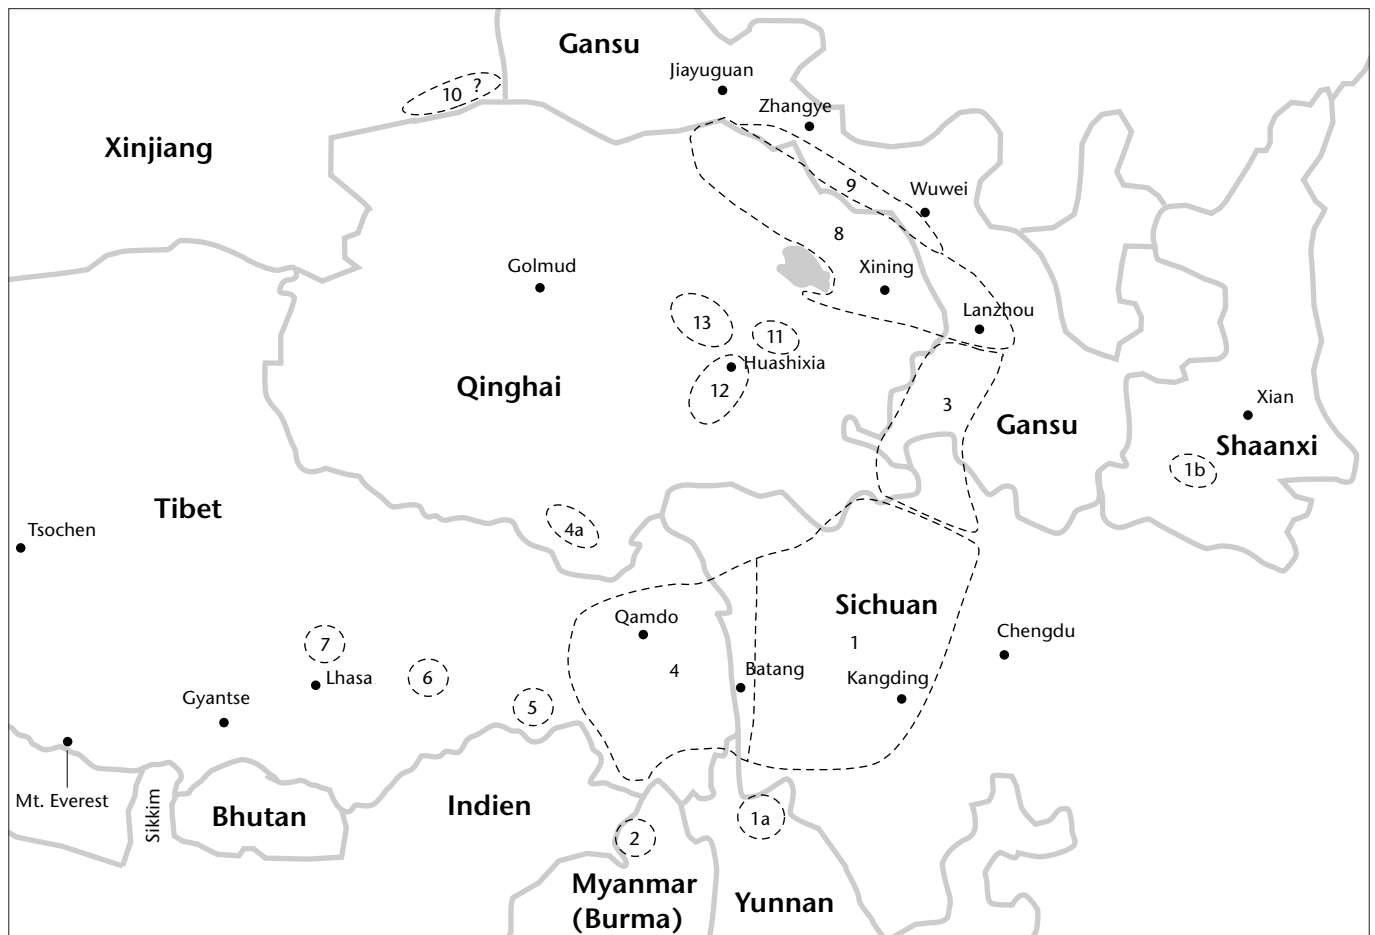 Gansu
Jiayuguan
10 ?
Zhangye
Xinjiang
9
Wuwei
8
Golmud
Xining
13
11
Lanzhou
Huashixia
Qinghai
12
3
Xian
Gansu
Shaanxi
1b
Tibet
4a
Tsochen
Sichuan
Qamdo
Chengdu
7
1
Lhasa
6
4
Batang
Kangding
Gyantse
5
Mt. Everest
Sikkim
Bhutan
Indien
1a
2
Myanmar
(Burma)
Yunnan